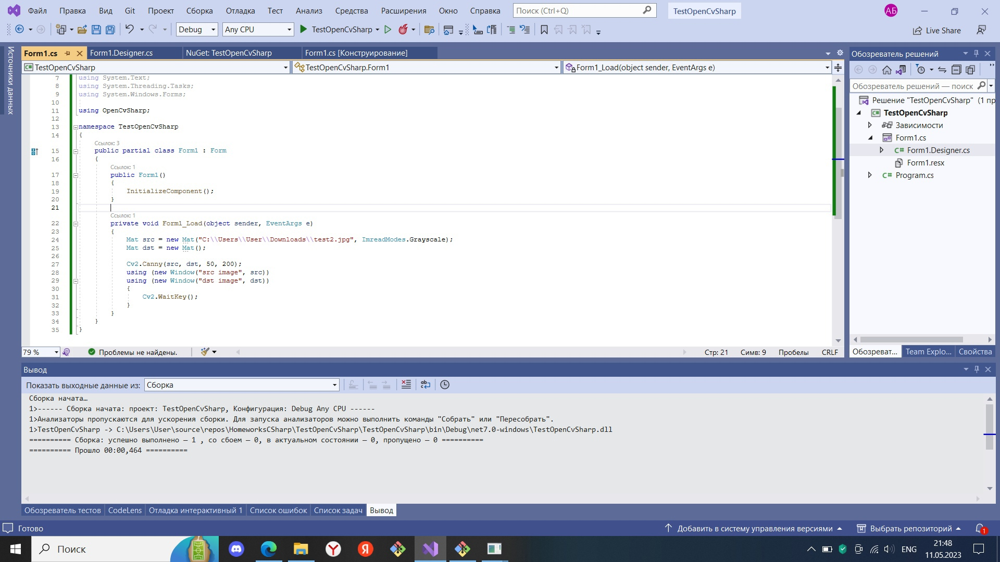 Файл Правка Вид Git Проект Сборка Отладка Тест Анализ Средства Расширения Окно Справка Поиск (Ctrl+Q) TestOpenCvSharp АБ
Debug Any CPU TestOpenCvSharp Live Share
Источники данных
Form1.cs Form1.Designer.cs NuGet: TestOpenCvSharp Form1.cs [Конструирование]
TestOpenCvSharp TestOpenCvSharp.Form1 Form1_Load(object sender, EventArgs e)
7 using System.Text;
8 using System.Threading.Tasks;
9 using System.Windows.Forms;
10
11 using OpenCvSharp;
12
13 namespace TestOpenCvSharp
14 {
Ссылок: 3
15 public partial class Form1 : Form
16 {
Ссылок: 1
17 public Form1()
18 {
19 InitializeComponent();
20 }
21
Ссылок: 1
22 private void Form1_Load(object sender, EventArgs e)
23 {
24 Mat src = new Mat("C:\\Users\\User\\Downloads\\test2.jpg", ImreadModes.Grayscale);
25 Mat dst = new Mat();
26
27 Cv2.Canny(src, dst, 50, 200);
28 using (new Window("src image", src))
29 using (new Window("dst image", dst))
30 {
31 Cv2.WaitKey();
32 }
33 }
34 }
35 }
79 % Проблемы не найдены. Стр: 21 Симв: 9 Пробелы CRLF
Обозреватель решений
Обозреватель решений — поиск
Решение "TestOpenCvSharp" (1 пр
TestOpenCvSharp
Зависимости
Form1.cs
Form1.Designer.cs
Form1.resx
Program.cs
Обозреват... Team Explo... Свойства
Вывод
Показать выходные данные из: Сборка
Сборка начата…
1>------ Сборка начата: проект: TestOpenCvSharp, Конфигурация: Debug Any CPU ------
1>Анализаторы пропускаются для ускорения сборки. Для запуска анализаторов можно выполнить команды "Собрать" или "Пересобрать".
1>TestOpenCvSharp -> C:\Users\User\source\repos\HomeworksCSharp\TestOpenCvSharp\TestOpenCvSharp\bin\Debug\net7.0-windows\TestOpenCvSharp.dll
========== Сборка: успешно выполнено — 1 , со сбоем — 0, в актуальном состоянии — 0, пропущено — 0 ==========
========== Прошло 00:00,464 ==========
Обозреватель тестов CodeLens Отладка интерактивный 1 Список ошибок Список задач Вывод
Готово Добавить в систему управления версиями Выбрать репозиторий 1
Поиск ENG 21:48
11.05.2023